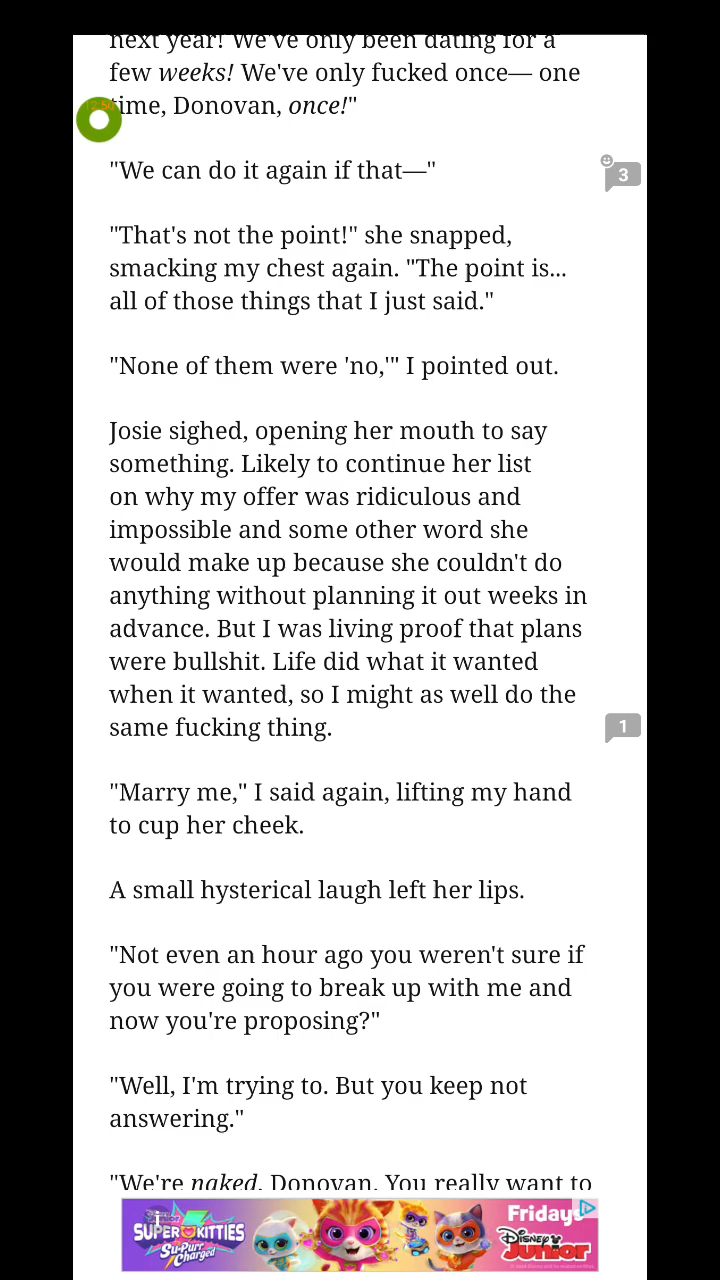 next year! We've only been dating for a
few weeks! We've only fucked once— one
time, Donovan, once!"
"We can do it again if that—"
3
"That's not the point!" she snapped,
smacking my chest again. "The point is...
all of those things that I just said."
"None of them were 'no,'" I pointed out.
Josie sighed, opening her mouth to say
something. Likely to continue her list
on why my offer was ridiculous and
impossible and some other word she
would make up because she couldn't do
anything without planning it out weeks in
advance. But I was living proof that plans
were bullshit. Life did what it wanted
when it wanted, so I might as well do the
same fucking thing.
1
"Marry me," I said again, lifting my hand
to cup her cheek.
A small hysterical laugh left her lips.
"Not even an hour ago you weren't sure if
you were going to break up with me and
now you're proposing?"
"Well, I'm trying to. But you keep not
answering."
"We're naked, Donovan. You really want to
SUPER KITTIES
Su-Purr
Charged
Fridays
Disney
Junior